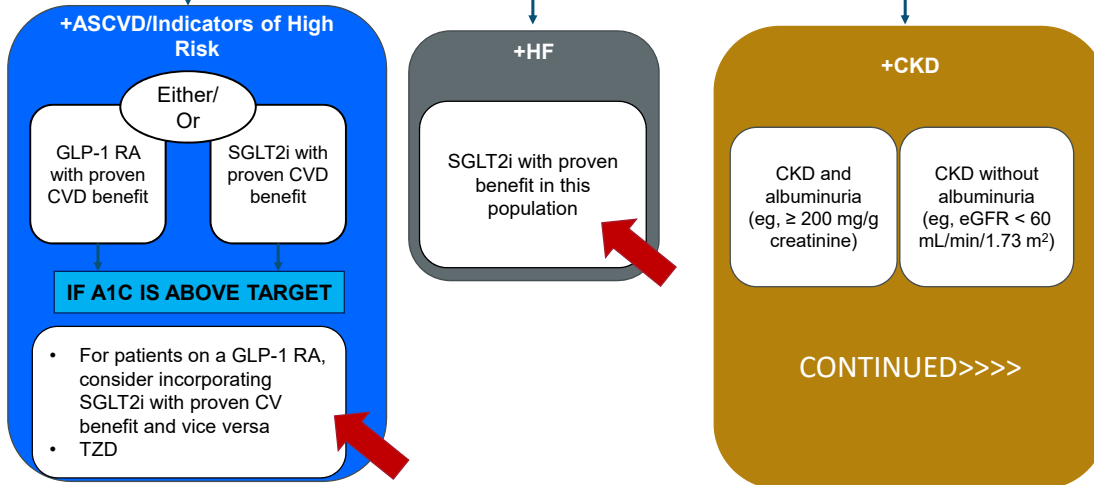 +ASCVD/Indicators of High
Risk
Either/
Or
GLP-1 RA
with proven
CVD benefit
SGLT2i with
proven CVD
benefit
IF A1C IS ABOVE TARGET
• For patients on a GLP-1 RA,
consider incorporating
SGLT2i with proven CV
benefit and vice versa
• TZD
+HF
SGLT2i with proven
benefit in this
population
+CKD
CKD and
albuminuria
(eg, ≥ 200 mg/g
creatinine)
CKD without
albuminuria
(eg, eGFR < 60
mL/min/1.73 m²)
CONTINUED>>>>